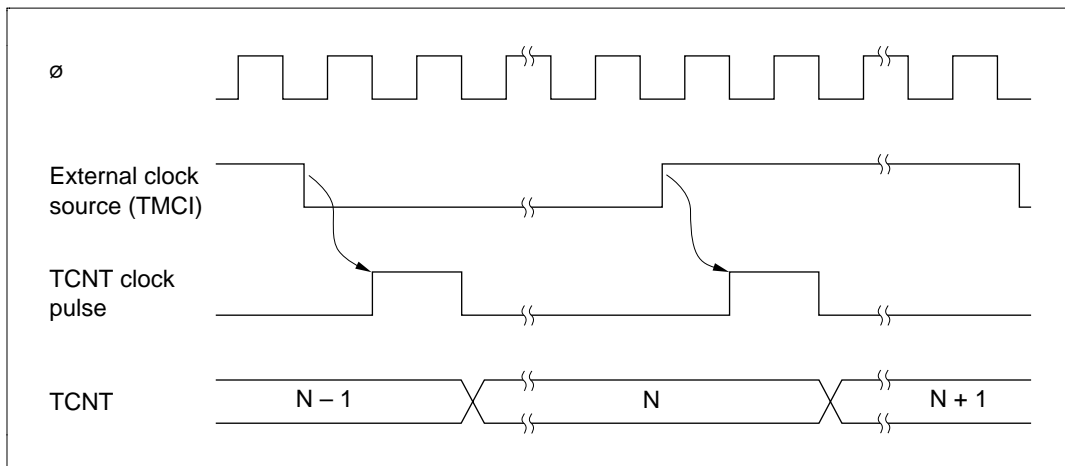 ø
External clock
source (TMCI)
TCNT clock
pulse
TCNT
N – 1
N
N + 1